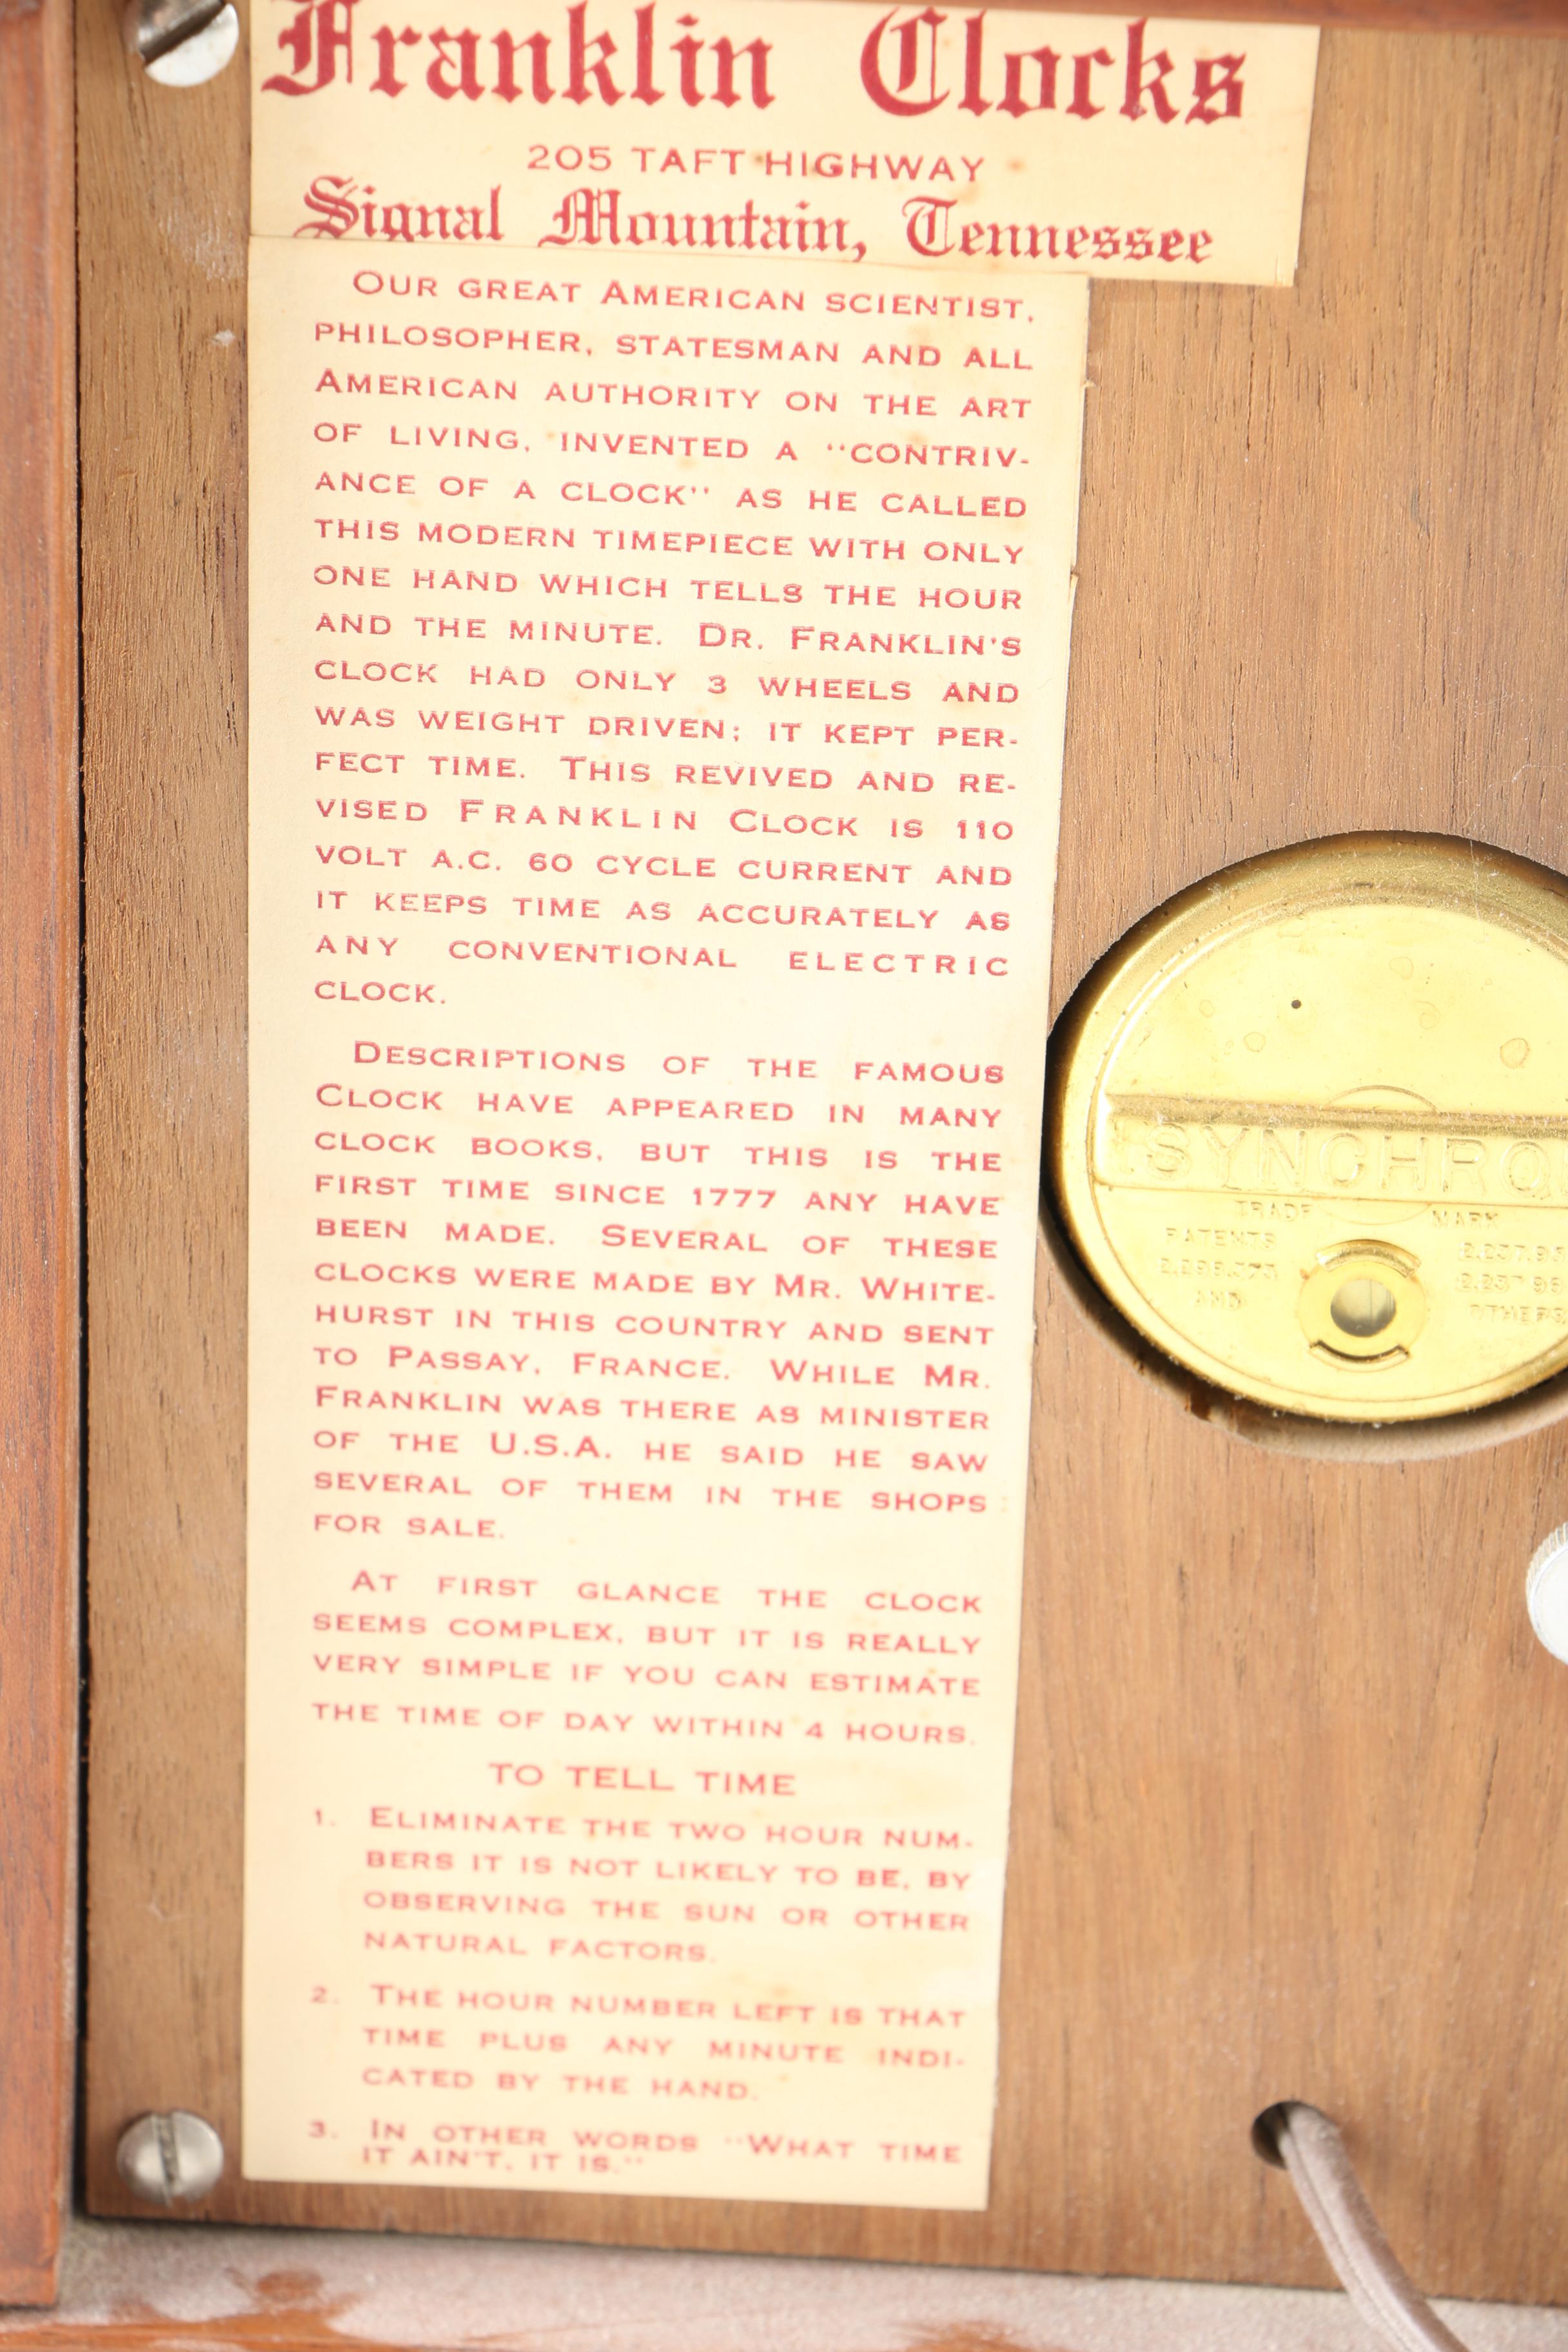 Franklin Clocks
205 TAFT HIGHWAY
Signal Mountain, Tennessee
OUR GREAT AMERICAN SCIENTIST,
PHILOSOPHER, STATESMAN AND ALL
AMERICAN AUTHORITY ON THE ART
OF LIVING, INVENTED A "CONTRIV-
ANCE OF A CLOCK" AS HE CALLED
THIS MODERN TIMEPIECE WITH ONLY
ONE HAND WHICH TELLS THE HOUR
AND THE MINUTE. DR. FRANKLIN'S
CLOCK HAD ONLY 3 WHEELS AND
WAS WEIGHT DRIVEN; IT KEPT PER-
FECT TIME. THIS REVIVED AND RE-
VISED FRANKLIN CLOCK IS 110
VOLT A.C. 60 CYCLE CURRENT AND
IT KEEPS TIME AS ACCURATELY AS
ANY CONVENTIONAL ELECTRIC
CLOCK.
DESCRIPTIONS OF THE FAMOUS
CLOCK HAVE APPEARED IN MANY
CLOCK BOOKS, BUT THIS IS THE
FIRST TIME SINCE 1777 ANY HAVE
BEEN MADE. SEVERAL OF THESE
CLOCKS WERE MADE BY MR. WHITE-
HURST IN THIS COUNTRY AND SENT
TO PASSAY, FRANCE. WHILE MR.
FRANKLIN WAS THERE AS MINISTER
OF THE U.S.A. HE SAID HE SAW
SEVERAL OF THEM IN THE SHOPS
FOR SALE.
AT FIRST GLANCE THE CLOCK
SEEMS COMPLEX, BUT IT IS REALLY
VERY SIMPLE IF YOU CAN ESTIMATE
THE TIME OF DAY WITHIN 4 HOURS.
TO TELL TIME
1. ELIMINATE THE TWO HOUR NUM-
BERS IT IS NOT LIKELY TO BE, BY
OBSERVING THE SUN OR OTHER
NATURAL FACTORS.
2. THE HOUR NUMBER LEFT IS THAT
TIME PLUS ANY MINUTE INDI-
CATED BY THE HAND.
3. IN OTHER WORDS "WHAT TIME
IT AIN'T, IT IS."
SYNCHRO
TRADE MARK
PATENTS
AND
OTHERS